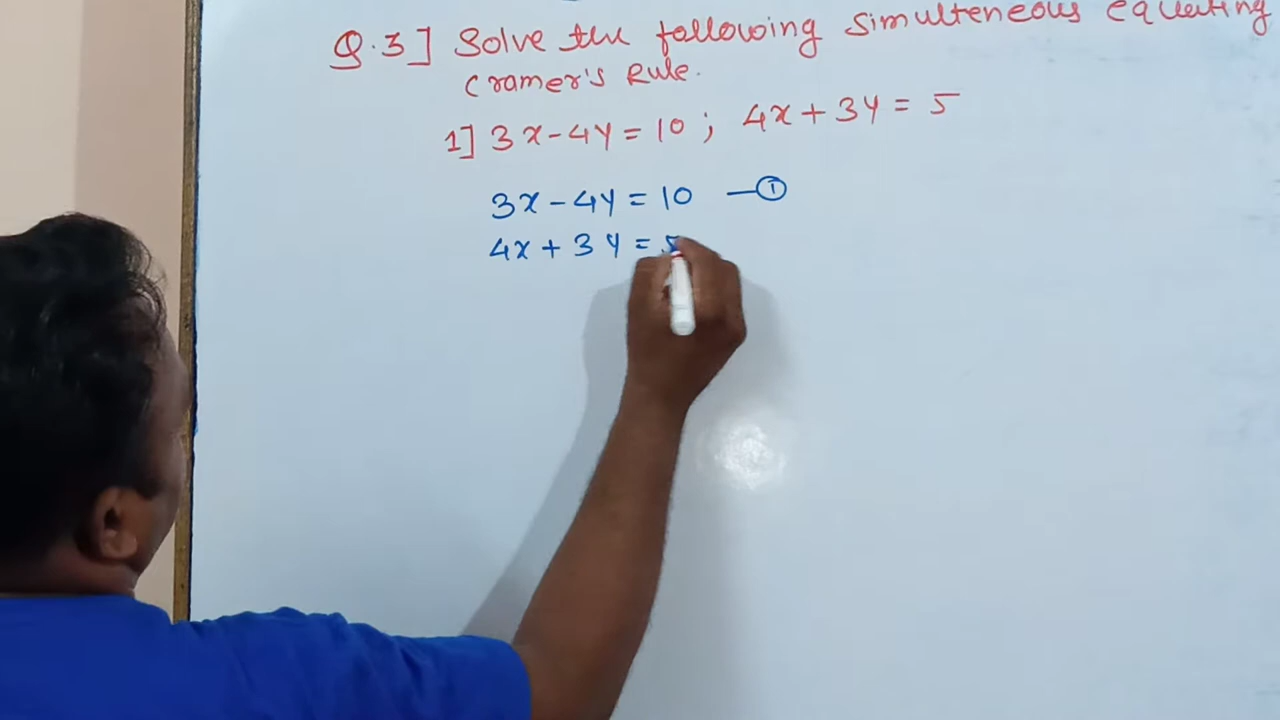 Q.3] Solve the following Simulteneous equating
Cramer's Rule.
1] 3x-4y=10; 4x+3y=5
3x-4y=10 —①
4x+3y=5